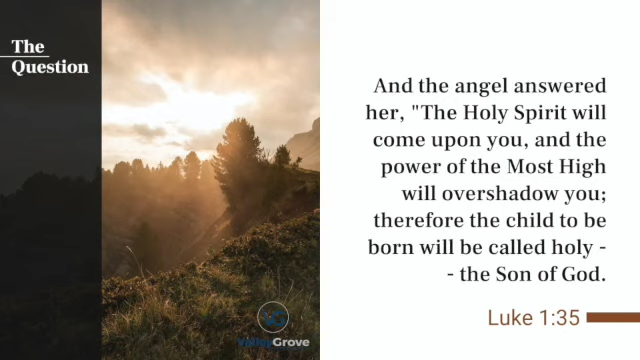 The
Question
And the angel answered
her, "The Holy Spirit will
come upon you, and the
power of the Most High
will overshadow you;
therefore the child to be
born will be called holy -
- the Son of God.
Luke 1:35
ValleyGrove